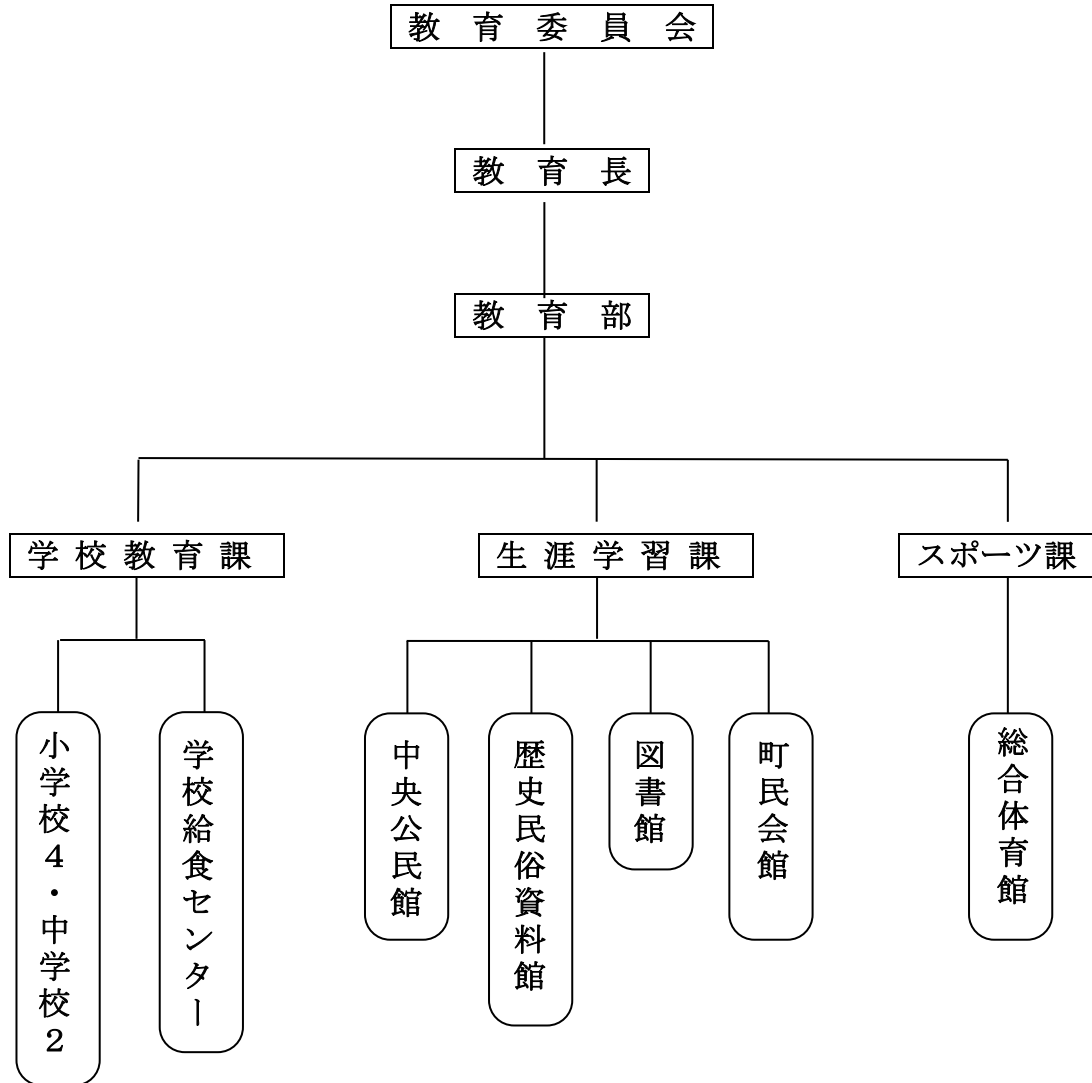 教　育　委　員　会
教　育　長
教　育　部
学 校 教 育 課
生 涯 学 習 課
スポーツ課
小学校４・中学校２
学校給食センター
中央公民館
歴史民俗資料館
図書館
町民会館
総合体育館